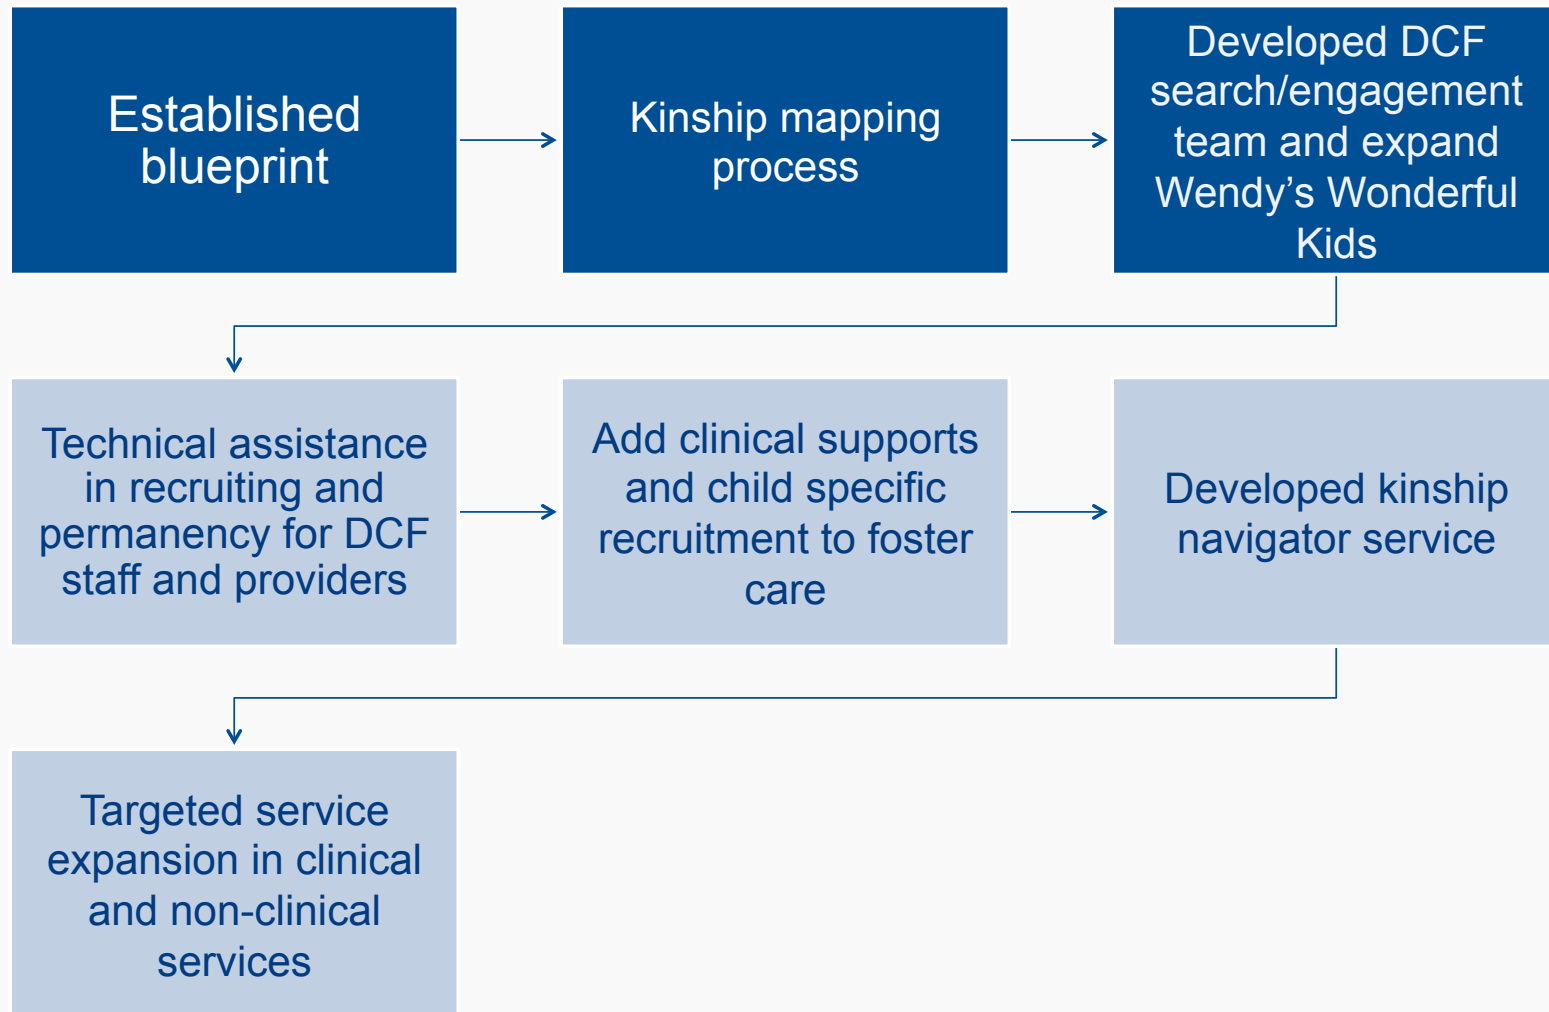 Established
blueprint
Kinship mapping
process
Developed DCF
search/engagement
team and expand
Wendy’s Wonderful
Kids
Technical assistance
in recruiting and
permanency for DCF
staff and providers
Add clinical supports
and child specific
recruitment to foster
care
Developed kinship
navigator service
Targeted service
expansion in clinical
and non-clinical
services